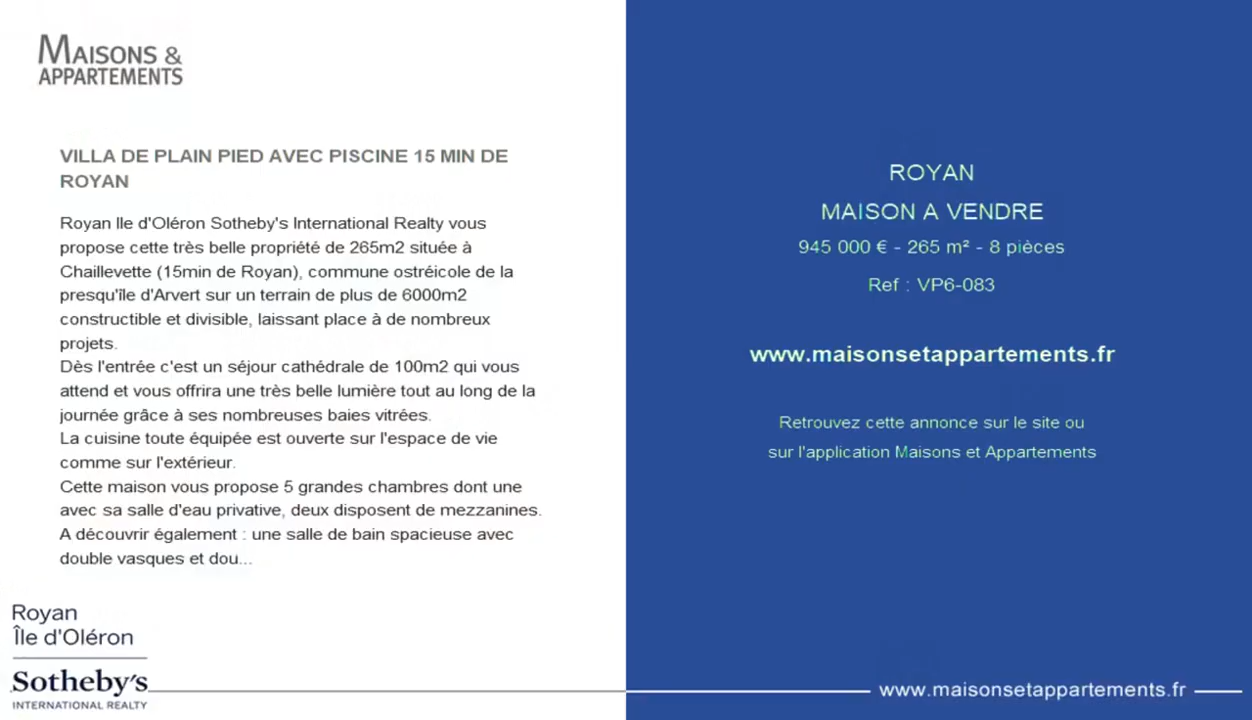 MAISONS &
APPARTEMENTS
VILLA DE PLAIN PIED AVEC PISCINE 15 MIN DE
ROYAN
Royan Ile d'Oléron Sotheby's International Realty vous
propose cette très belle propriété de 265m2 située à
Chaillevette (15min de Royan), commune ostréicole de la
presqu'île d'Arvert sur un terrain de plus de 6000m2
constructible et divisible, laissant place à de nombreux
projets.
Dès l'entrée c'est un séjour cathédrale de 100m2 qui vous
attend et vous offrira une très belle lumière tout au long de la
journée grâce à ses nombreuses baies vitrées.
La cuisine toute équipée est ouverte sur l'espace de vie
comme sur l'extérieur.
Cette maison vous propose 5 grandes chambres dont une
avec sa salle d'eau privative, deux disposent de mezzanines.
A découvrir également : une salle de bain spacieuse avec
double vasques et dou...
Royan
Île d'Oléron
Sotheby's
INTERNATIONAL REALTY
ROYAN
MAISON A VENDRE
945 000 € - 265 m² - 8 pièces
Ref : VP6-083
www.maisonsetappartements.fr
Retrouvez cette annonce sur le site ou
sur l'application Maisons et Appartements
www.maisonsetappartements.fr